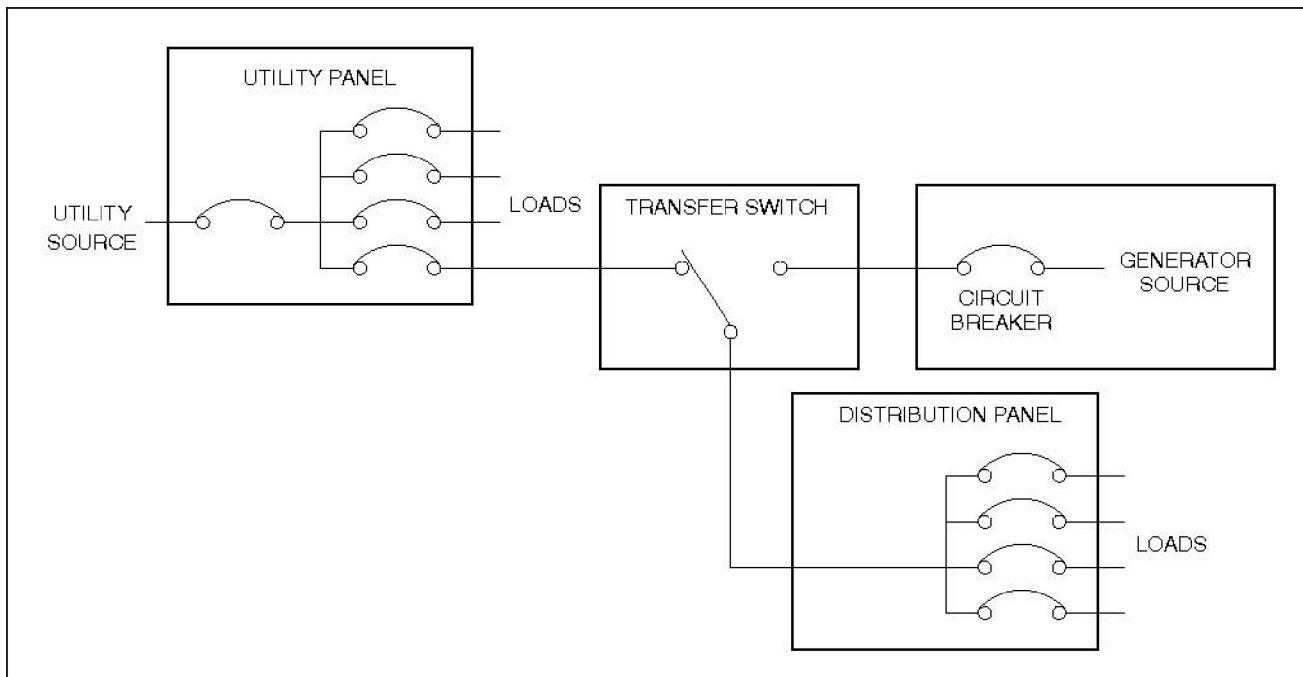 UTILITY PANEL
UTILITY
SOURCE
LOADS
TRANSFER SWITCH
CIRCUIT
BREAKER
GENERATOR
SOURCE
DISTRIBUTION PANEL
LOADS